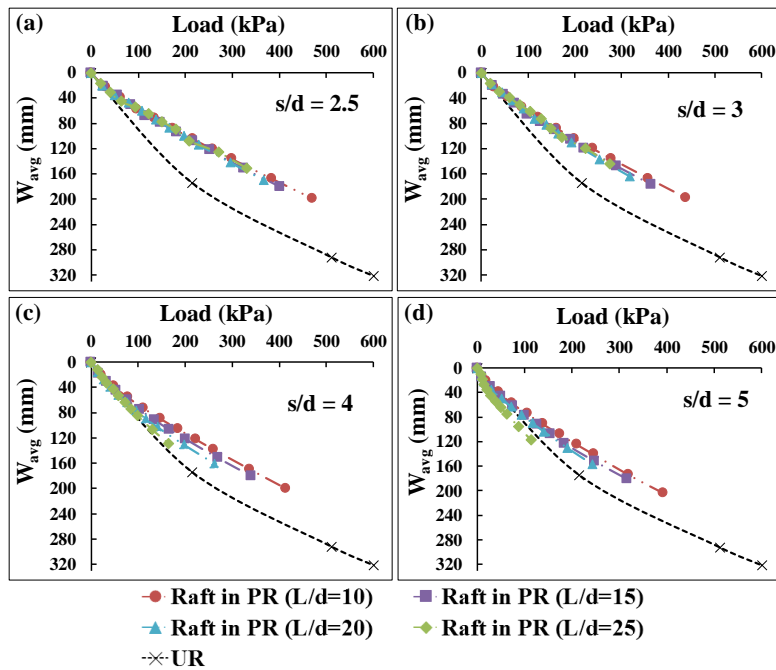 (a) Load (kPa)
0 100 200 300 400 500 600
0
40
80
120
160
200
240
280
320
W_avg (mm)
s/d = 2.5
(b) Load (kPa)
0 100 200 300 400 500 600
0
40
80
120
160
200
240
280
320
W_avg (mm)
s/d = 3
(c) Load (kPa)
0 100 200 300 400 500 600
0
40
80
120
160
200
240
280
320
W_avg (mm)
s/d = 4
(d) Load (kPa)
0 100 200 300 400 500 600
0
40
80
120
160
200
240
280
320
W_avg (mm)
s/d = 5
Raft in PR (L/d=10) Raft in PR (L/d=15)
Raft in PR (L/d=20) Raft in PR (L/d=25)
UR